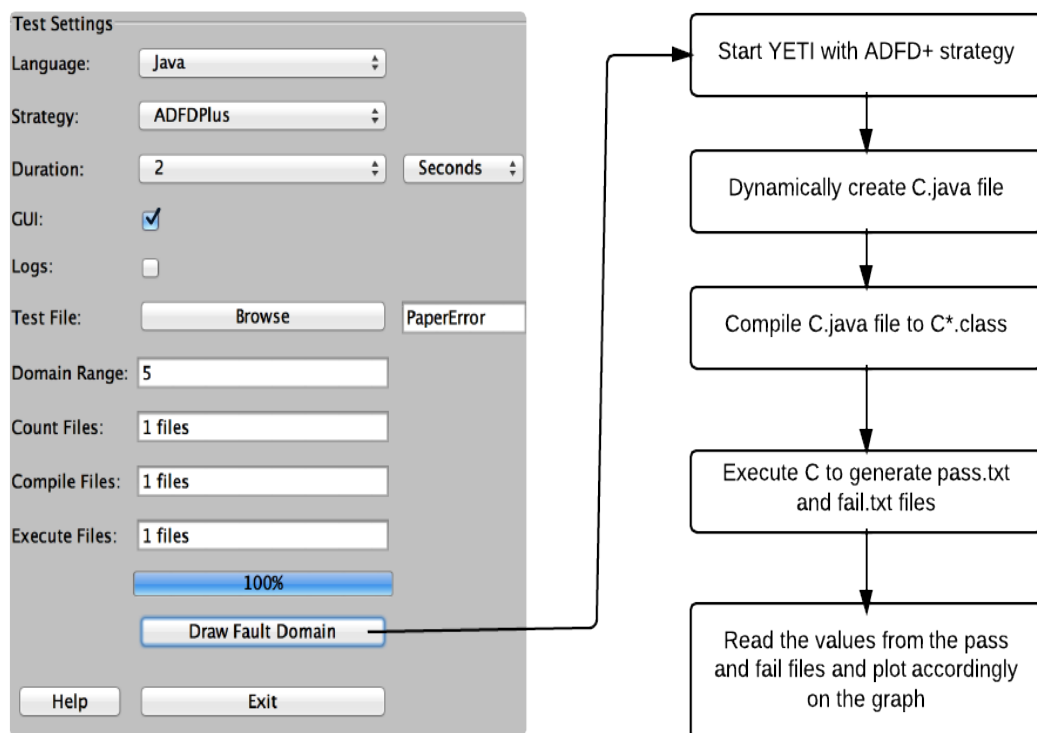 Test Settings
Language: Java
Strategy: ADFDPlus
Duration: 2 Seconds
GUI:
Logs:
Test File: Browse PaperError
Domain Range: 5
Count Files: 1 files
Compile Files: 1 files
Execute Files: 1 files
100%
Draw Fault Domain
Help Exit
Start YETI with ADFD+ strategy
Dynamically create C.java file
Compile C.java file to C*.class
Execute C to generate pass.txt
and fail.txt files
Read the values from the pass
and fail files and plot accordingly
on the graph